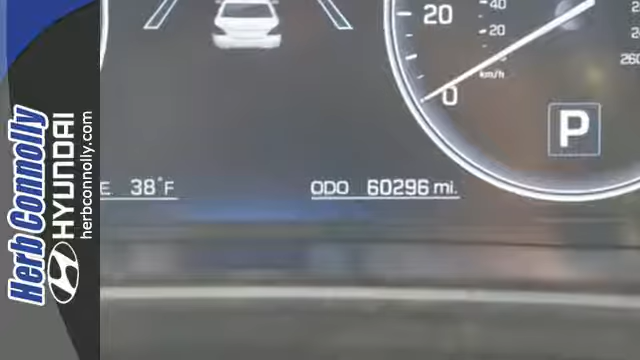 Herb Connolly
HYUNDAI
herbconnolly.com
20
40
20
km/h
0
260
P
E. 38°F
ODO 60296 mi.